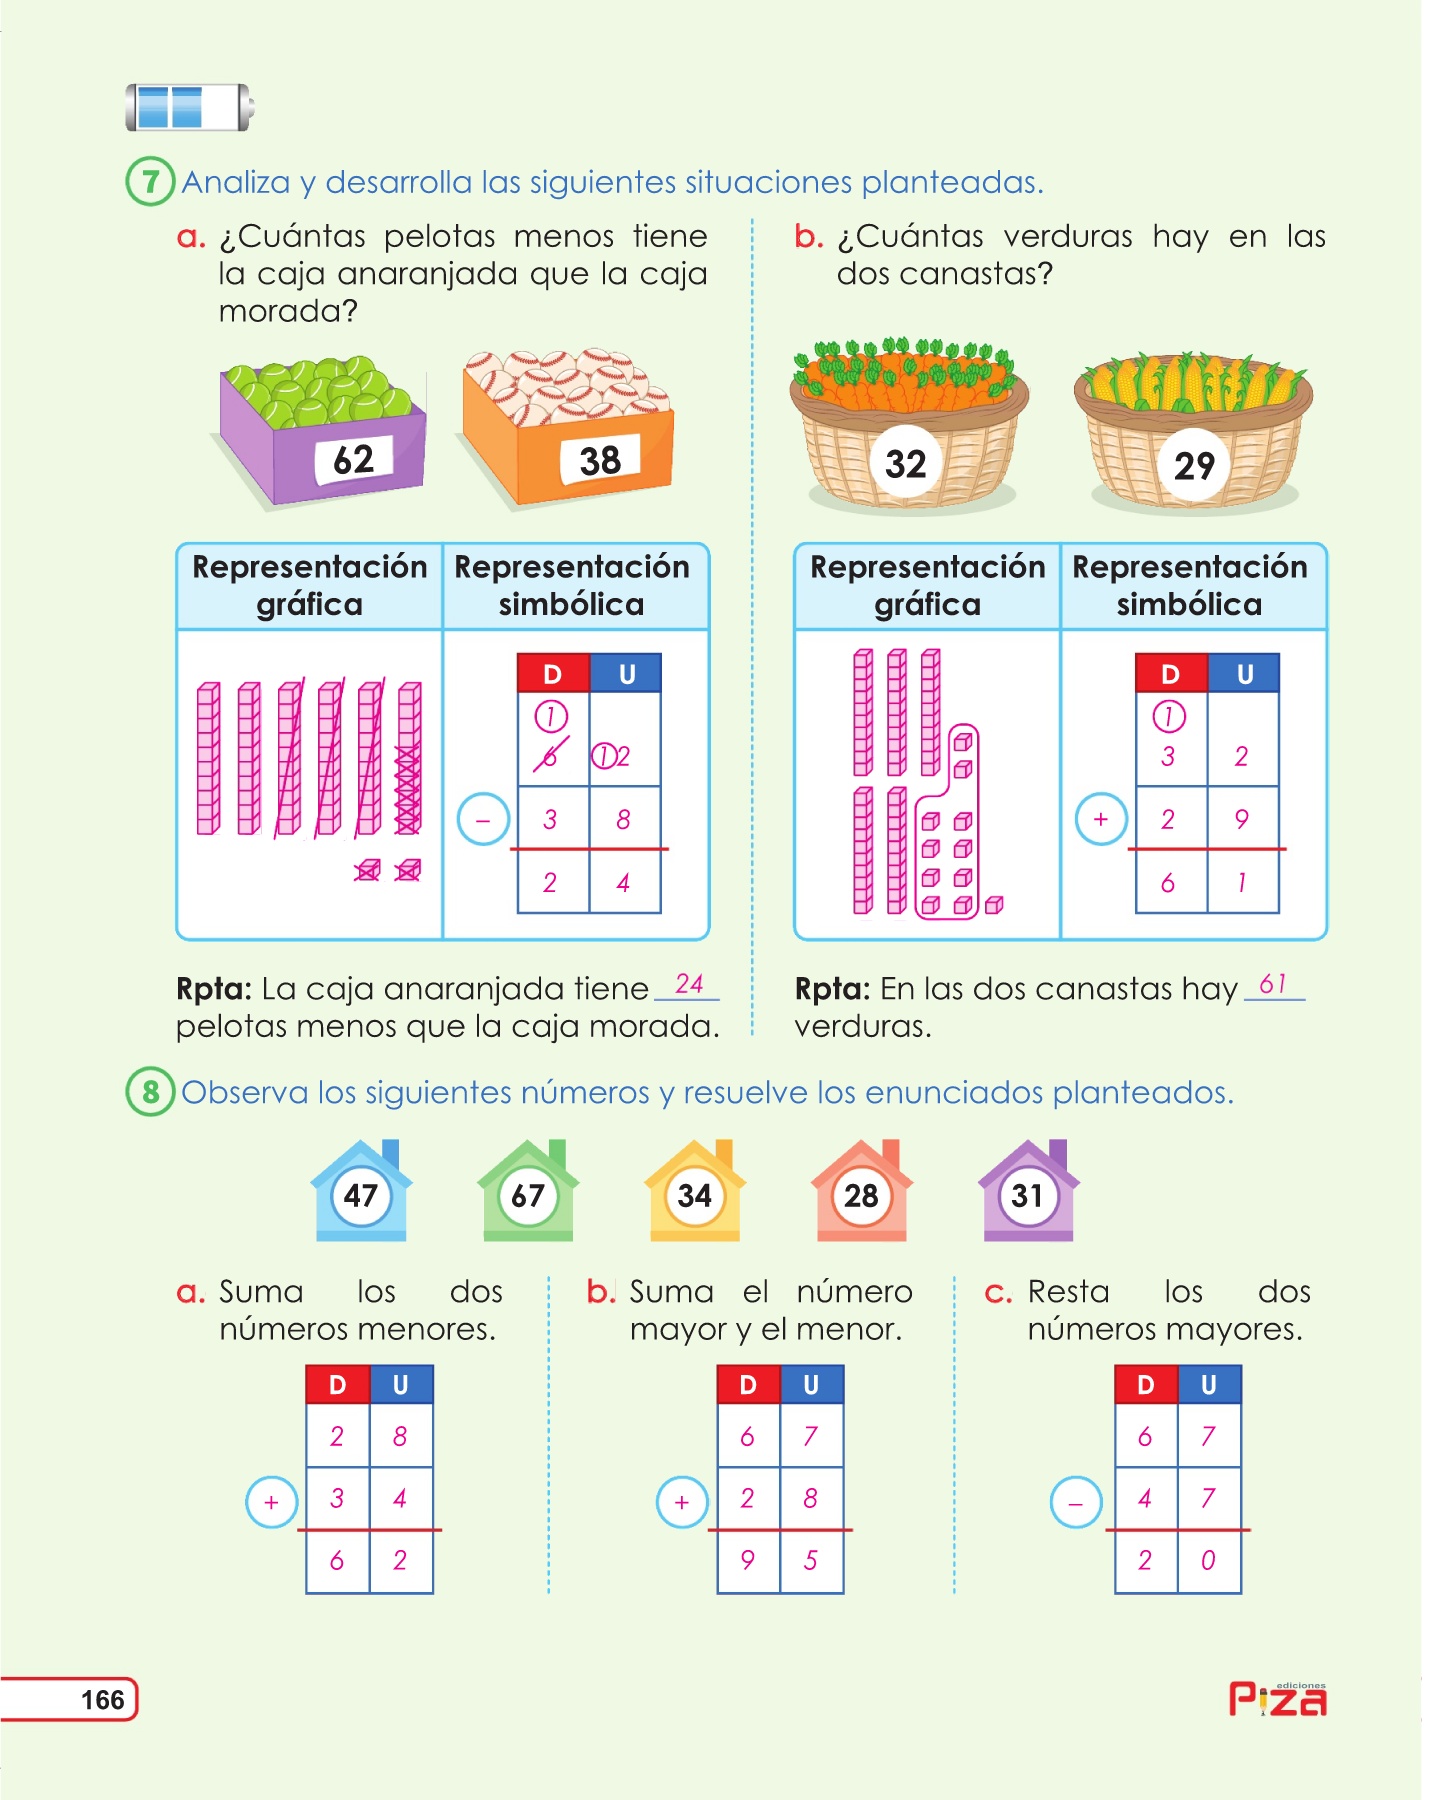 7 Analiza y desarrolla las siguientes situaciones planteadas.
a. ¿Cuántas pelotas menos tiene
la caja anaranjada que la caja
morada?
62
38
Representación
gráfica
Representación
simbólica
D U
1
6 12
− 3 8
2 4
Rpta: La caja anaranjada tiene 24
pelotas menos que la caja morada.
b. ¿Cuántas verduras hay en las
dos canastas?
32
29
Representación
gráfica
Representación
simbólica
D U
1
3 2
+ 2 9
6 1
Rpta: En las dos canastas hay 61
verduras.
8 Observa los siguientes números y resuelve los enunciados planteados.
47 67 34 28 31
a. Suma los dos
números menores.
D U
2 8
+ 3 4
6 2
b. Suma el número
mayor y el menor.
D U
6 7
+ 2 8
9 5
c. Resta los dos
números mayores.
D U
6 7
− 4 7
2 0
166
ediciones
Piza